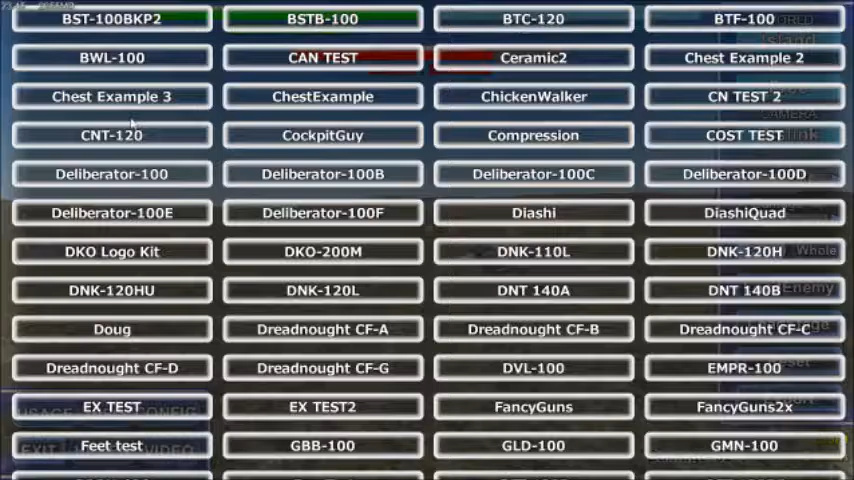 BST-100BKP2 BSTB-100 BTC-120 BTF-100
BWL-100 CAN TEST Ceramic2 Chest Example 2
Chest Example 3 ChestExample ChickenWalker CN TEST 2
CNT-120 CockpitGuy Compression COST TEST
Deliberator-100 Deliberator-100B Deliberator-100C Deliberator-100D
Deliberator-100E Deliberator-100F Diashi DiashiQuad
DKO Logo Kit DKO-200M DNK-110L DNK-120H
DNK-120HU DNK-120L DNT 140A DNT 140B
Doug Dreadnought CF-A Dreadnought CF-B Dreadnought CF-C
Dreadnought CF-D Dreadnought CF-G DVL-100 EMPR-100
EX TEST EX TEST2 FancyGuns FancyGuns2x
Feet test GBB-100 GLD-100 GMN-100